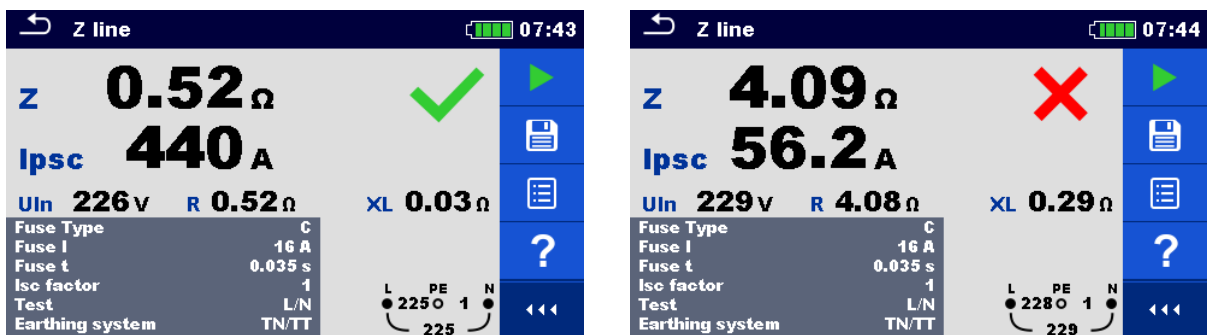 Z line 07:43
Z 0.52 Ω
Ipsc 440 A
Uln 226 V R 0.52 Ω XL 0.03 Ω
Fuse Type C
Fuse I 16 A
Fuse t 0.035 s
Isc factor 1
Test L/N
Earthing system TN/TT
L PE N
225 1
225
?
Z line 07:44
Z 4.09 Ω
Ipsc 56.2 A
Uln 229 V R 4.08 Ω XL 0.29 Ω
Fuse Type C
Fuse I 16 A
Fuse t 0.035 s
Isc factor 1
Test L/N
Earthing system TN/TT
L PE N
228 1
229
?